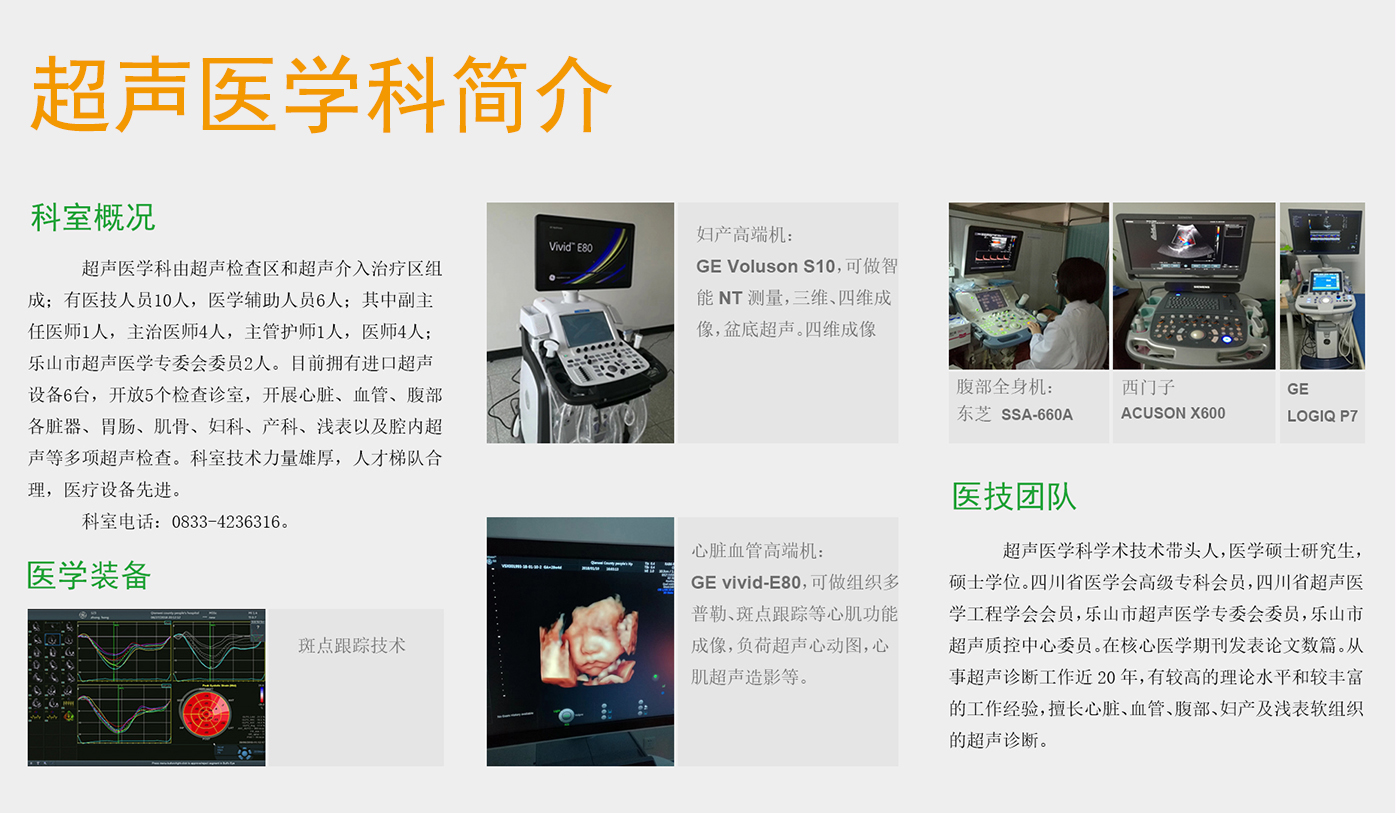 超声医学科简介
科室概况
超声医学科由超声检查区和超声介入治疗区组
成；有医技人员10人，医学辅助人员6人；其中副主
任医师1人，主治医师4人，主管护师1人，医师4人；
乐山市超声医学专委会委员2人。目前拥有进口超声
设备6台，开放5个检查诊室，开展心脏、血管、腹部
各脏器、胃肠、肌骨、妇科、产科、浅表以及腔内超
声等多项超声检查。科室技术力量雄厚，人才梯队合
理，医疗设备先进。
科室电话：0833-4236316。
医学装备
斑点跟踪技术
Vivid™ E80
妇产高端机：
GE Voluson S10，可做智
能 NT 测量，三维、四维成
像，盆底超声。四维成像
心脏血管高端机：
GE vivid-E80，可做组织多
普勒、斑点跟踪等心肌功能
成像，负荷超声心动图，心
肌超声造影等。
腹部全身机：
东芝 SSA-660A
SIEMENS
西门子
ACUSON X600
GE
LOGIQ P7
医技团队
超声医学科学术技术带头人，医学硕士研究生，
硕士学位。四川省医学会高级专科会员，四川省超声医
学工程学会会员，乐山市超声医学专委会委员，乐山市
超声质控中心委员。在核心医学期刊发表论文数篇。从
事超声诊断工作近 20 年，有较高的理论水平和较丰富
的工作经验，擅长心脏、血管、腹部、妇产及浅表软组织
的超声诊断。